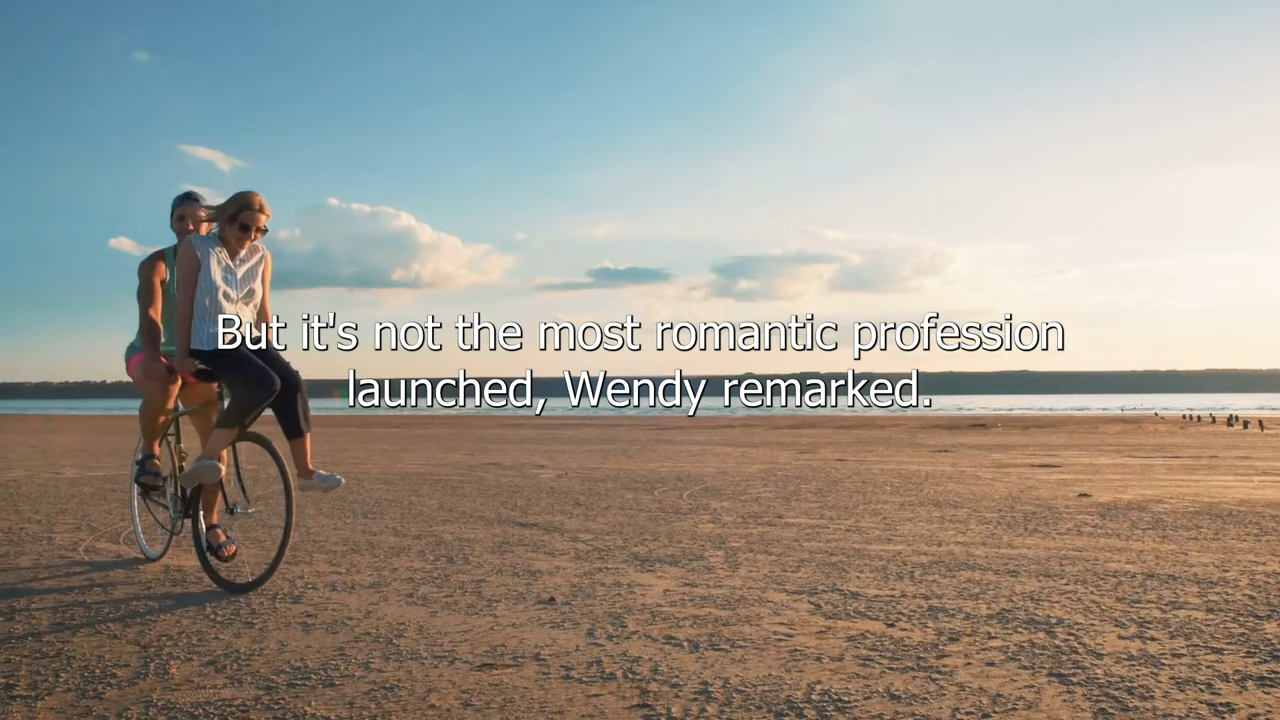 But it's not the most romantic profession
launched, Wendy remarked.